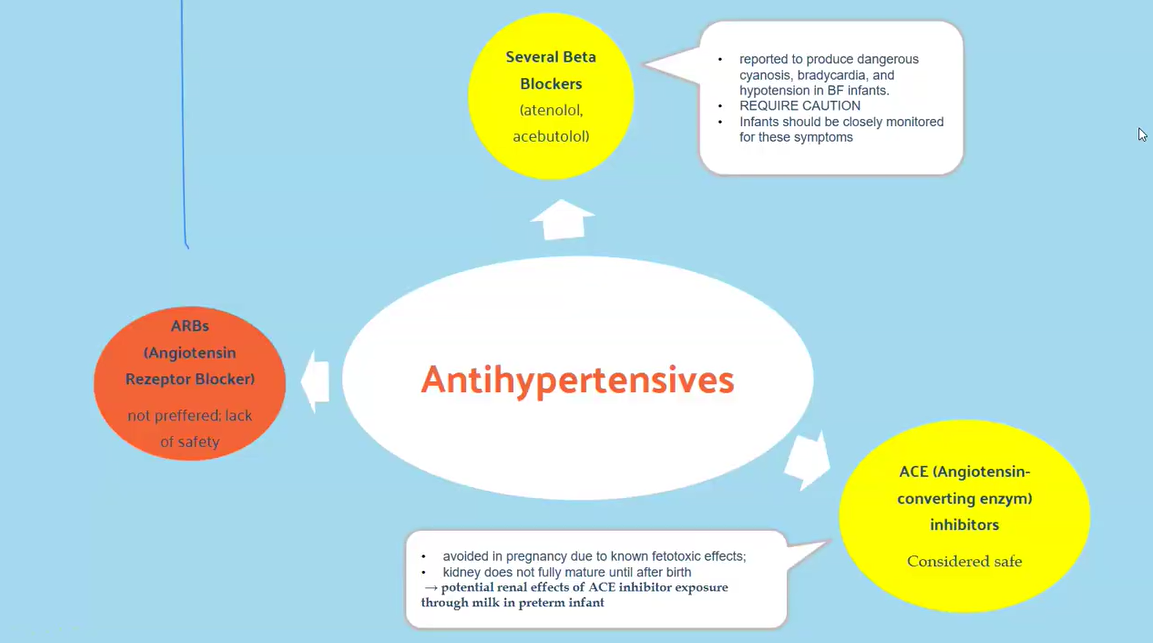 Several Beta
Blockers
(atenolol,
acebutolol)
• reported to produce dangerous
cyanosis, bradycardia, and
hypotension in BF infants.
• REQUIRE CAUTION
• Infants should be closely monitored
for these symptoms
ARBs
(Angiotensin
Rezeptor Blocker)
not preffered; lack
of safety
Antihypertensives
ACE (Angiotensin-
converting enzym)
inhibitors
Considered safe
• avoided in pregnancy due to known fetotoxic effects;
• kidney does not fully mature until after birth
→ potential renal effects of ACE inhibitor exposure
through milk in preterm infant